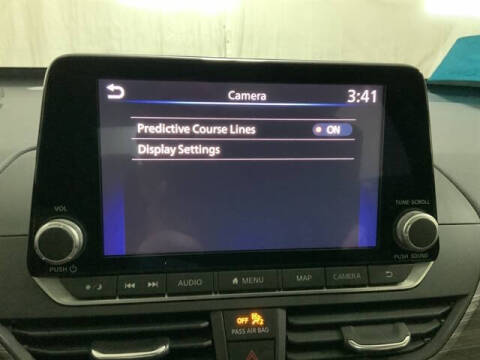 Camera
3:41
Predictive Course Lines
ON
Display Settings
VOL
TUNE·SCROLL
PUSH
PUSH SOUND
AUDIO
MENU
MAP
CAMERA
OFF
PASS AIR BAG